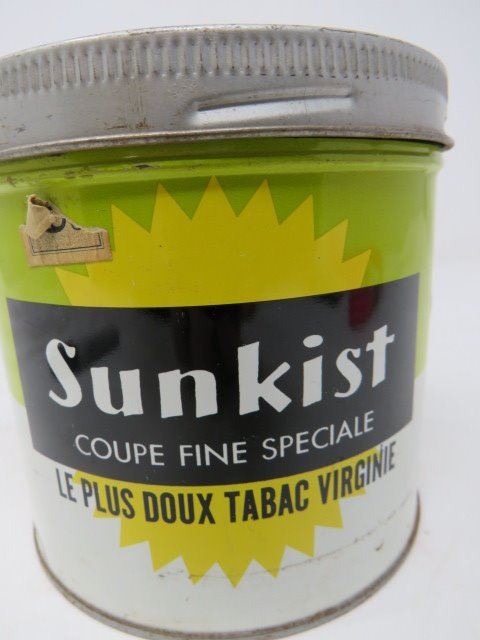 Sunkist
COUPE FINE SPECIALE
LE PLUS DOUX TABAC VIRGINIE